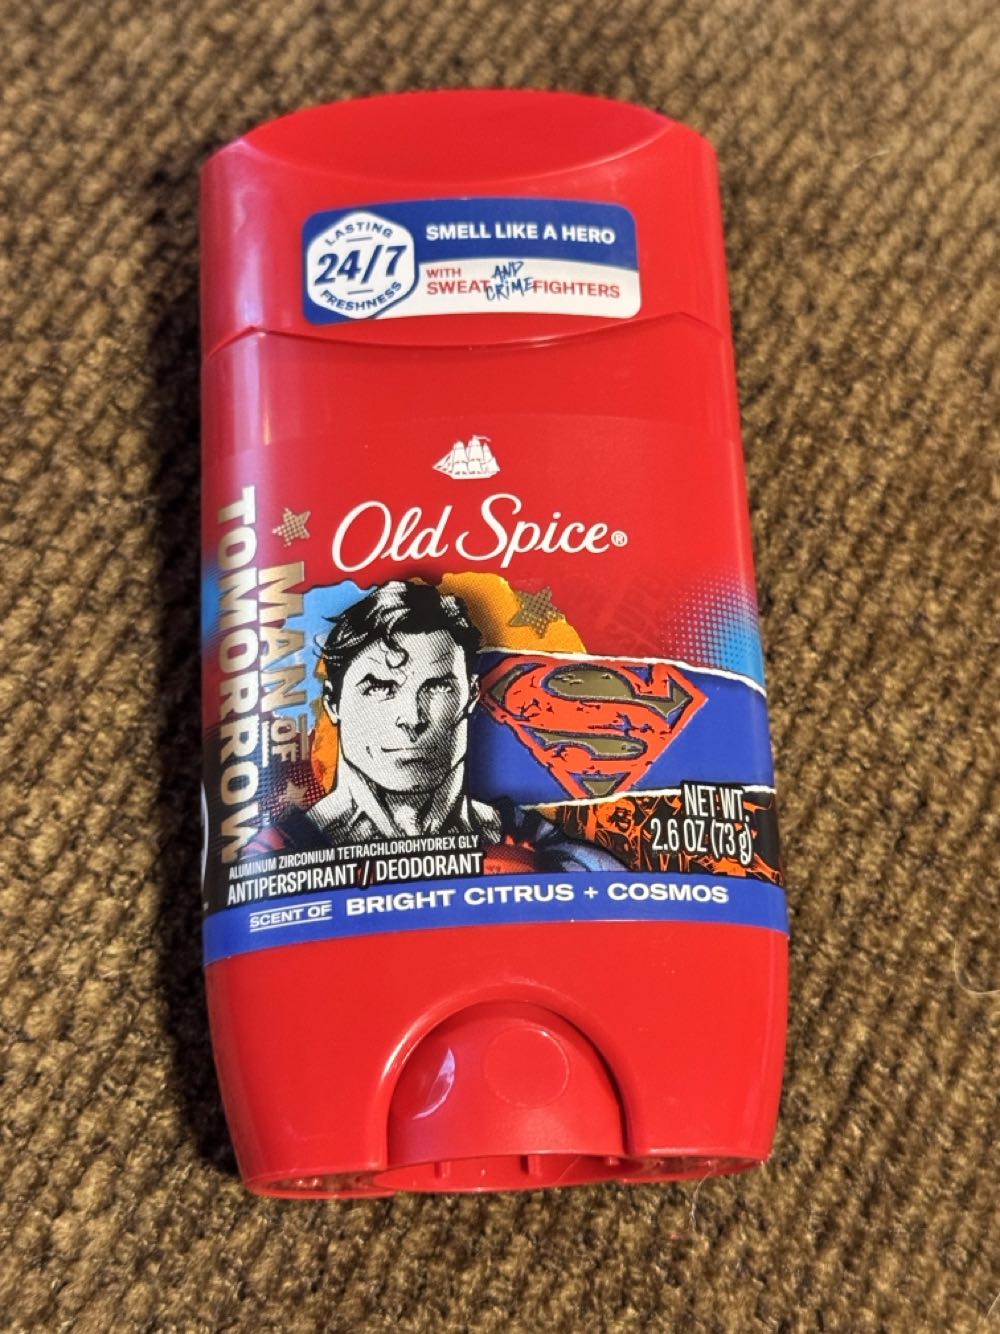 LASTING
24/7
FRESHNESS
SMELL LIKE A HERO
WITH
SWEAT AND CRIME FIGHTERS
Old Spice®
MAN OF
TOMORROW™
S
NET WT.
2.6 OZ (73 g)
ALUMINUM ZIRCONIUM TETRACHLOROHYDREX GLY
ANTIPERSPIRANT / DEODORANT
SCENT OF BRIGHT CITRUS + COSMOS